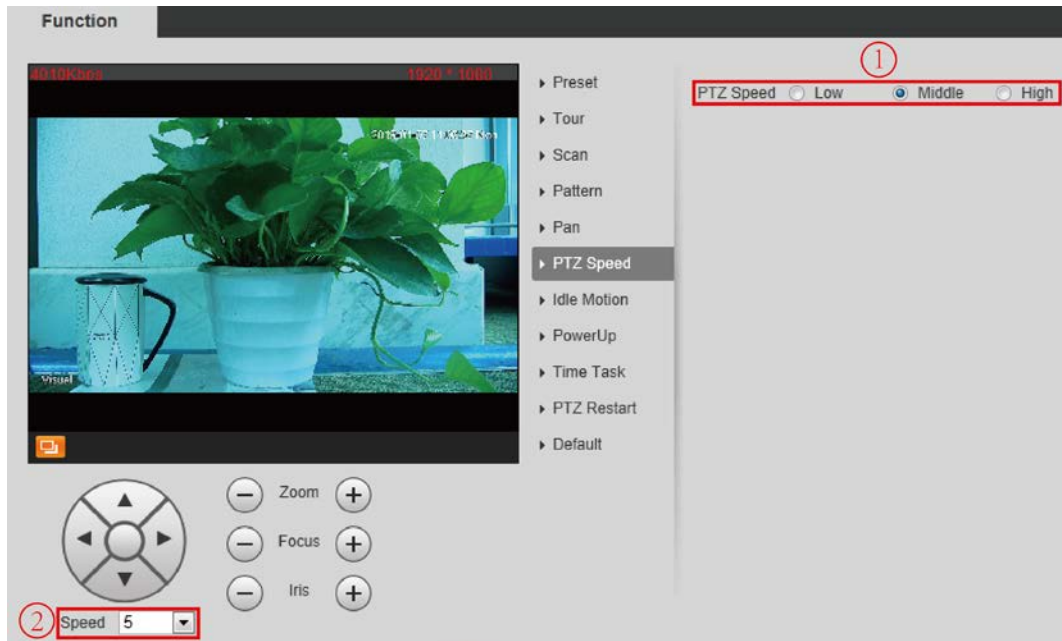 Function
4010Kbps
1920 * 1080
Visual
Preset
Tour
Scan
Pattern
Pan
PTZ Speed
Idle Motion
PowerUp
Time Task
PTZ Restart
Default
①
PTZ Speed Low Middle High
Zoom
Focus
Iris
② Speed 5